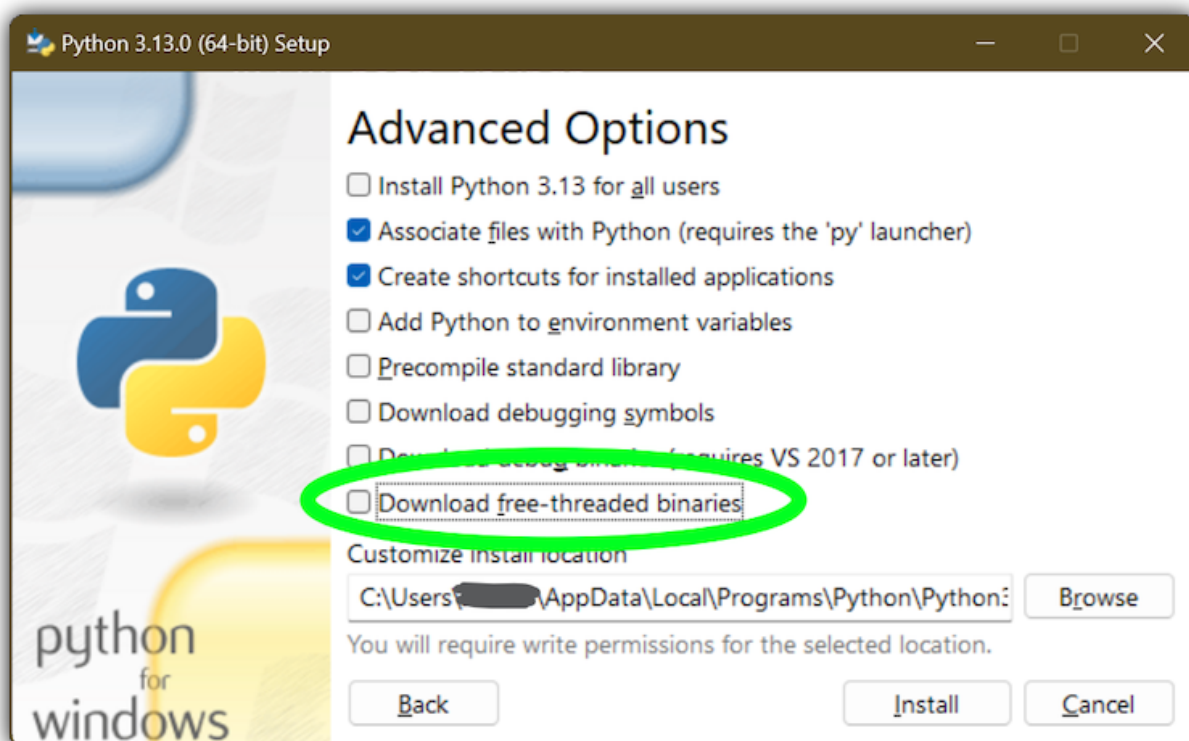 Python 3.13.0 (64-bit) Setup
Advanced Options
Install Python 3.13 for all users
Associate files with Python (requires the 'py' launcher)
Create shortcuts for installed applications
Add Python to environment variables
Precompile standard library
Download debugging symbols
Download debug binaries (requires VS 2017 or later)
Download free-threaded binaries
Customize install location
C:\Users\ \AppData\Local\Programs\Python\Python3
Browse
You will require write permissions for the selected location.
python
for
windows
Back
Install
Cancel